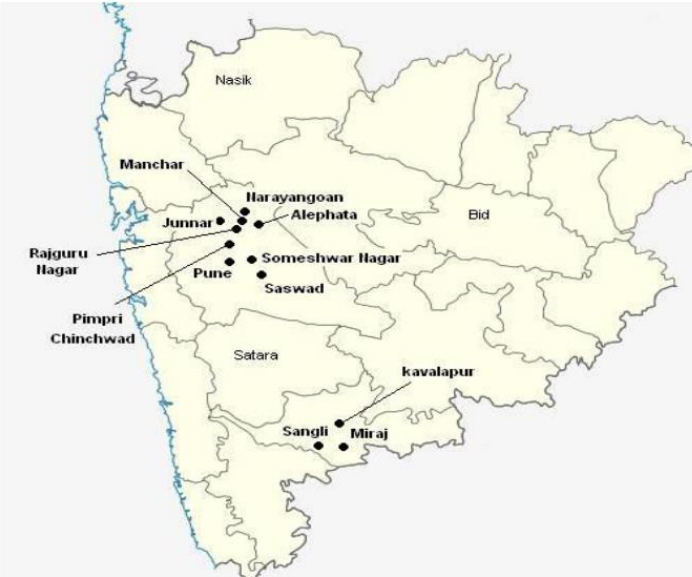 Nasik
Manchar
Narayangoan
Alephata
Junnar
Bid
Rajguru
Nagar
Someshwar Nagar
Pune
Saswad
Pimpri
Chinchwad
Satara
kavalapur
Sangli
Miraj